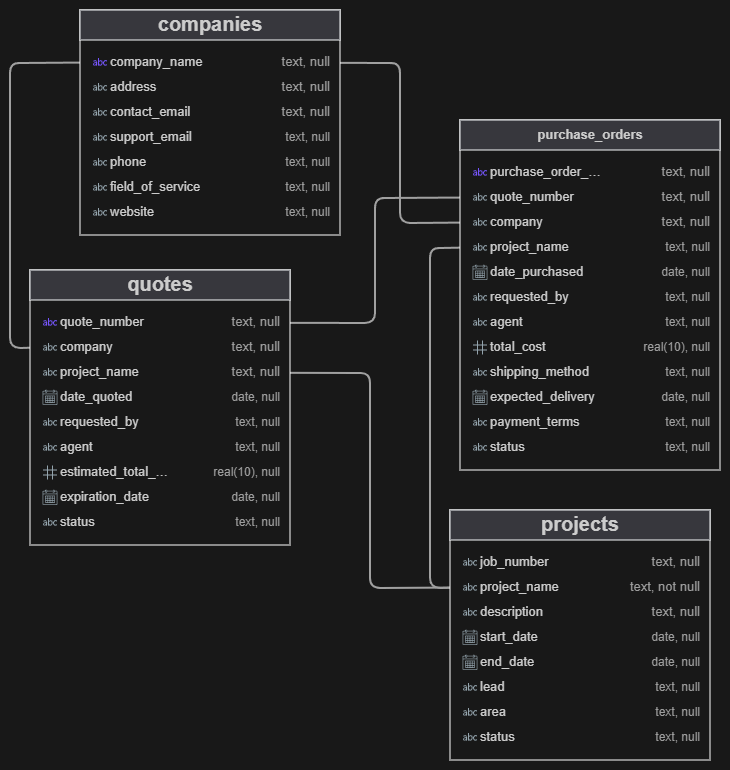 companies
abc company_name text, null
abc address text, null
abc contact_email text, null
abc support_email text, null
abc phone text, null
abc field_of_service text, null
abc website text, null
purchase_orders
abc purchase_order_... text, null
abc quote_number text, null
abc company text, null
abc project_name text, null
date_purchased date, null
abc requested_by text, null
abc agent text, null
total_cost real(10), null
abc shipping_method text, null
expected_delivery date, null
abc payment_terms text, null
abc status text, null
quotes
abc quote_number text, null
abc company text, null
abc project_name text, null
date_quoted date, null
abc requested_by text, null
abc agent text, null
estimated_total_... real(10), null
expiration_date date, null
abc status text, null
projects
abc job_number text, null
abc project_name text, not null
abc description text, null
start_date date, null
end_date date, null
abc lead text, null
abc area text, null
abc status text, null